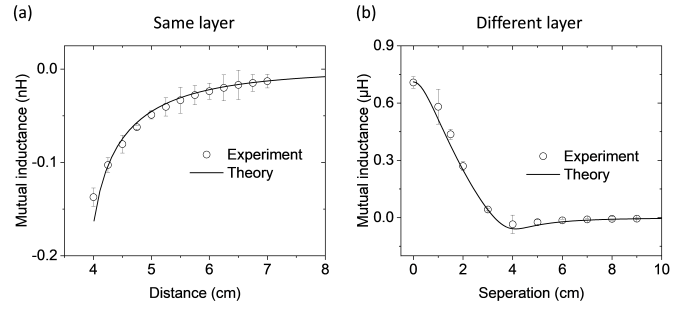 (a)
Same layer
0.0
-0.1
-0.2
Mutual inductance (nH)
Experiment
Theory
4
5
6
7
8
Distance (cm)
(b)
Different layer
0.9
0.6
0.3
0.0
Mutual inductance (μH)
Experiment
Theory
0
2
4
6
8
10
Seperation (cm)